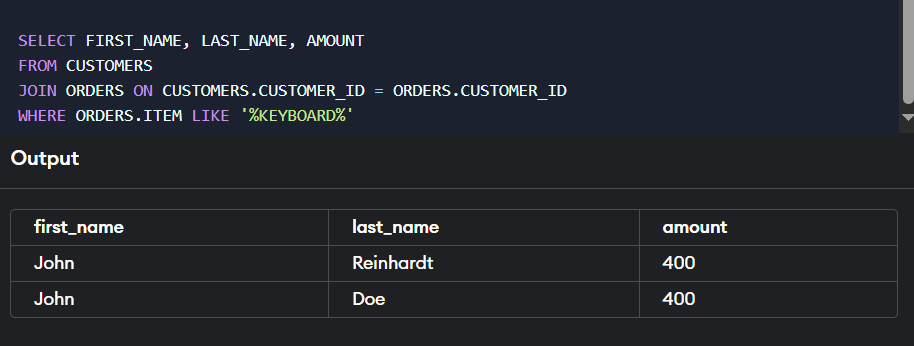 SELECT FIRST_NAME, LAST_NAME, AMOUNT
FROM CUSTOMERS
JOIN ORDERS ON CUSTOMERS.CUSTOMER_ID = ORDERS.CUSTOMER_ID
WHERE ORDERS.ITEM LIKE '%KEYBOARD%'
Output
first_name last_name amount
John Reinhardt 400
John Doe 400